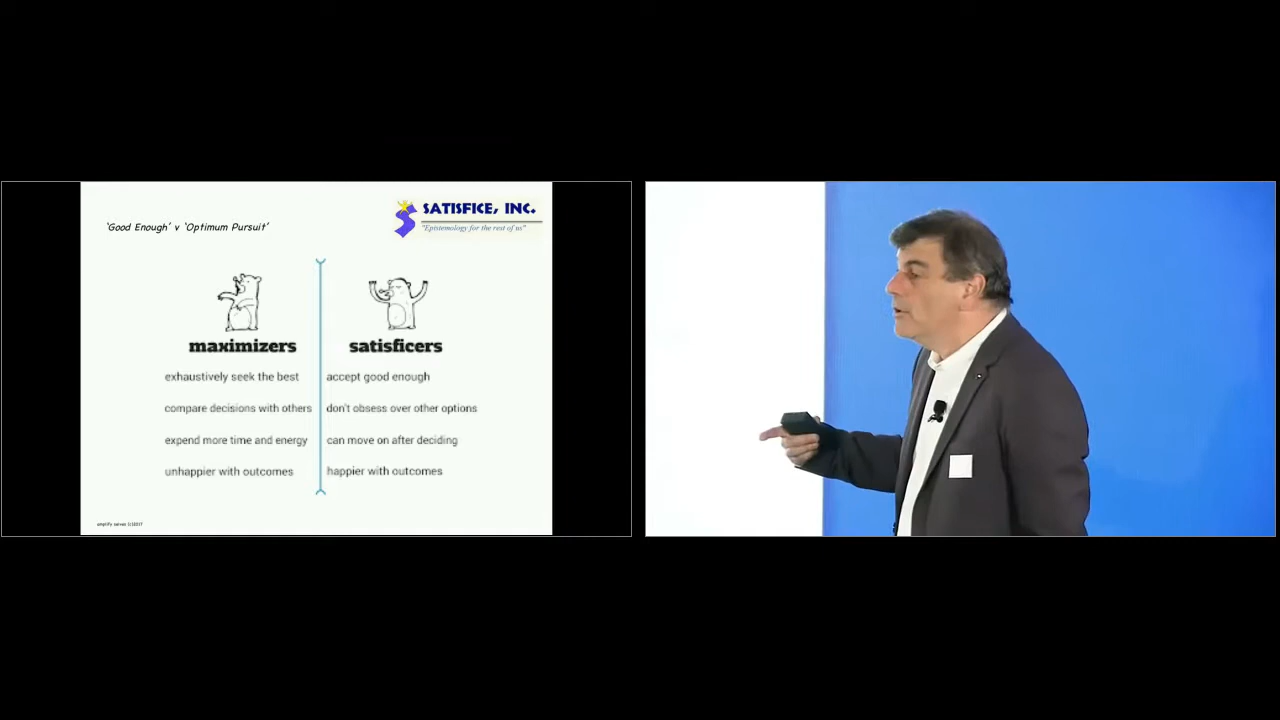 SATISFICE, INC.
"Epistemology for the rest of us"
'Good Enough' v 'Optimum Pursuit'
maximizers
satisficers
exhaustively seek the best
accept good enough
compare decisions with others
don't obsess over other options
expend more time and energy
can move on after deciding
unhappier with outcomes
happier with outcomes
amplify